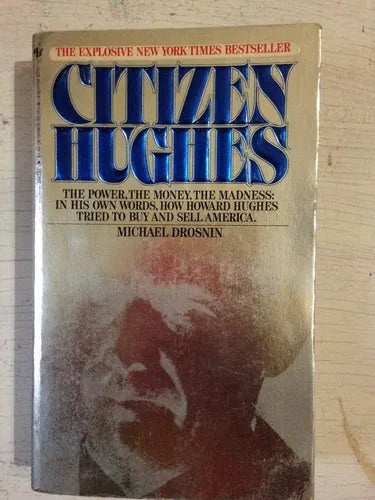 THE EXPLOSIVE NEW YORK TIMES BESTSELLER
CITIZEN
HUGHES
THE POWER, THE MONEY, THE MADNESS:
IN HIS OWN WORDS, HOW HOWARD HUGHES
TRIED TO BUY AND SELL AMERICA.
MICHAEL DROSNIN